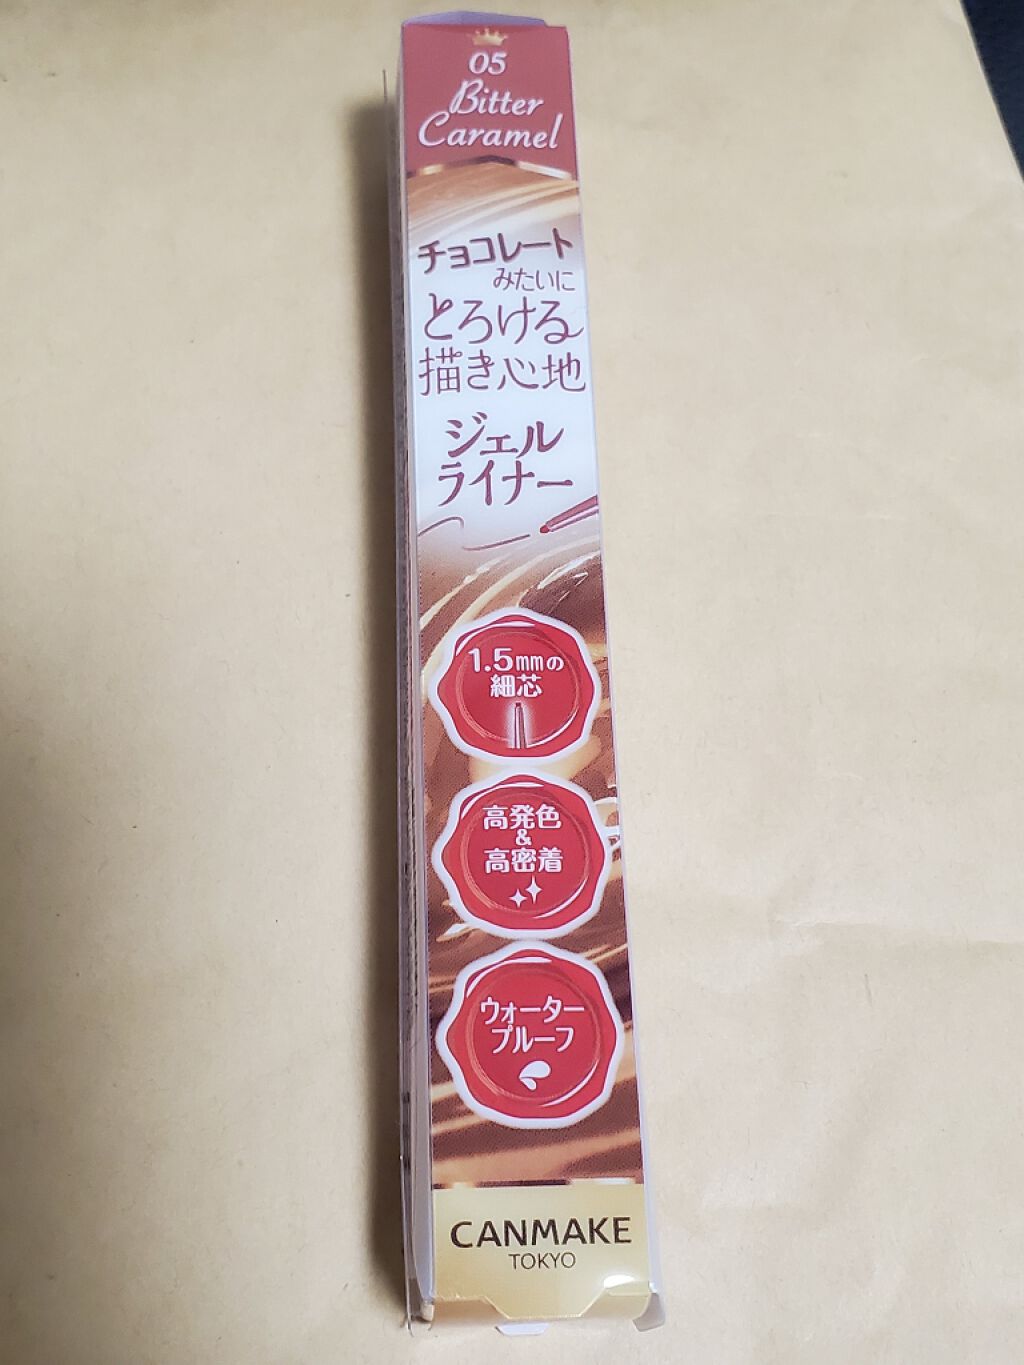 05
Bitter
Caramel
チョコレート
みたいに
とろける
描き心地
ジェル
ライナー
1.5mmの
細芯
高発色
&
高密着
ウォーター
プルーフ
CANMAKE
TOKYO